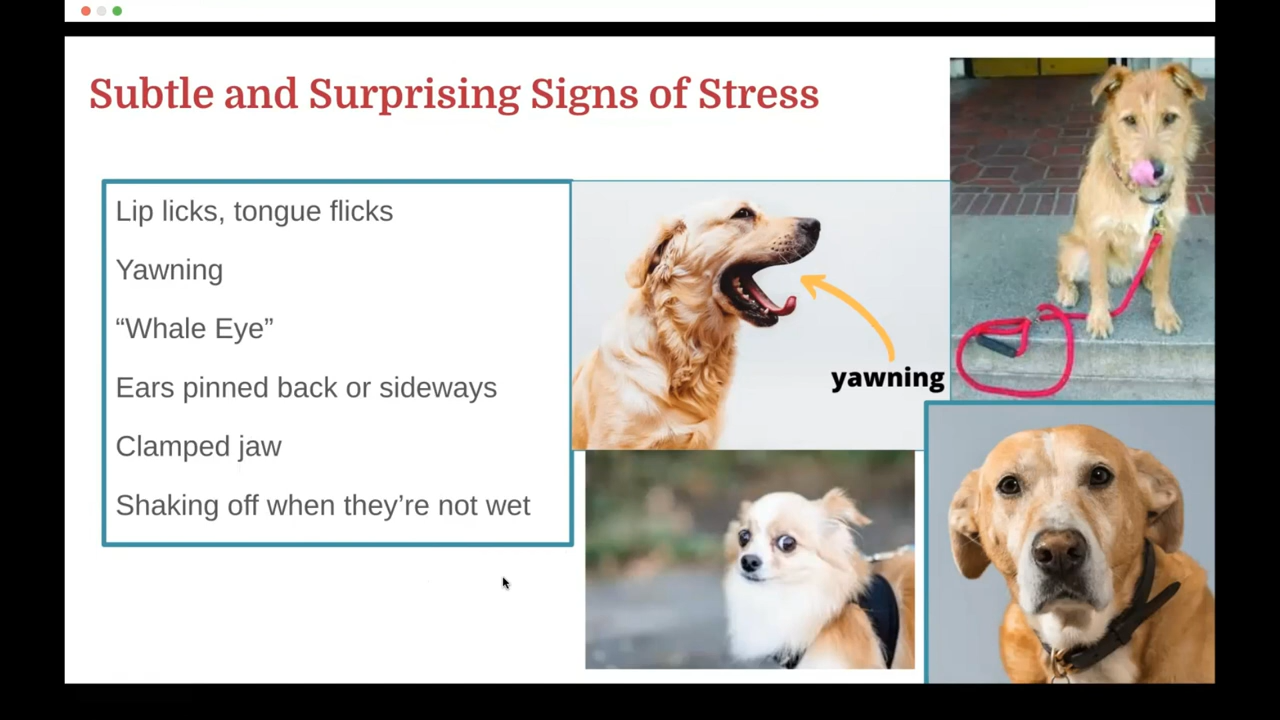 Subtle and Surprising Signs of Stress
Lip licks, tongue flicks
Yawning
“Whale Eye”
Ears pinned back or sideways
Clamped jaw
Shaking off when they’re not wet
yawning